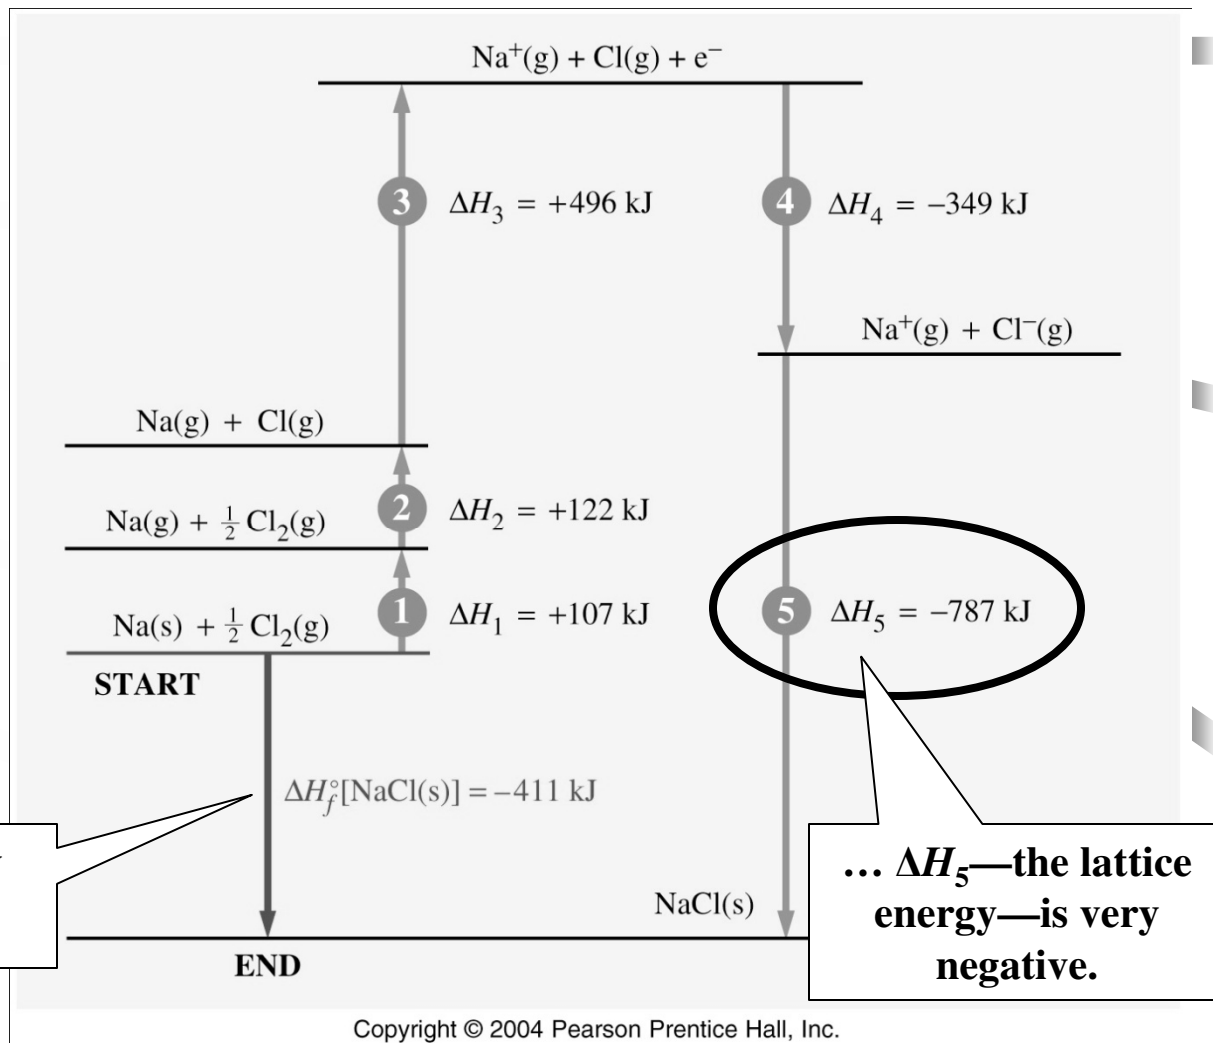 Na⁺(g) + Cl(g) + e⁻
3 ΔH₃ = +496 kJ
4 ΔH₄ = −349 kJ
Na⁺(g) + Cl⁻(g)
Na(g) + Cl(g)
2 ΔH₂ = +122 kJ
Na(g) + ½ Cl₂(g)
1 ΔH₁ = +107 kJ
Na(s) + ½ Cl₂(g)
START
5 ΔH₅ = −787 kJ
ΔH°f[NaCl(s)] = −411 kJ
NaCl(s)
END
… ΔH₅—the lattice
energy—is very
negative.
Copyright © 2004 Pearson Prentice Hall, Inc.